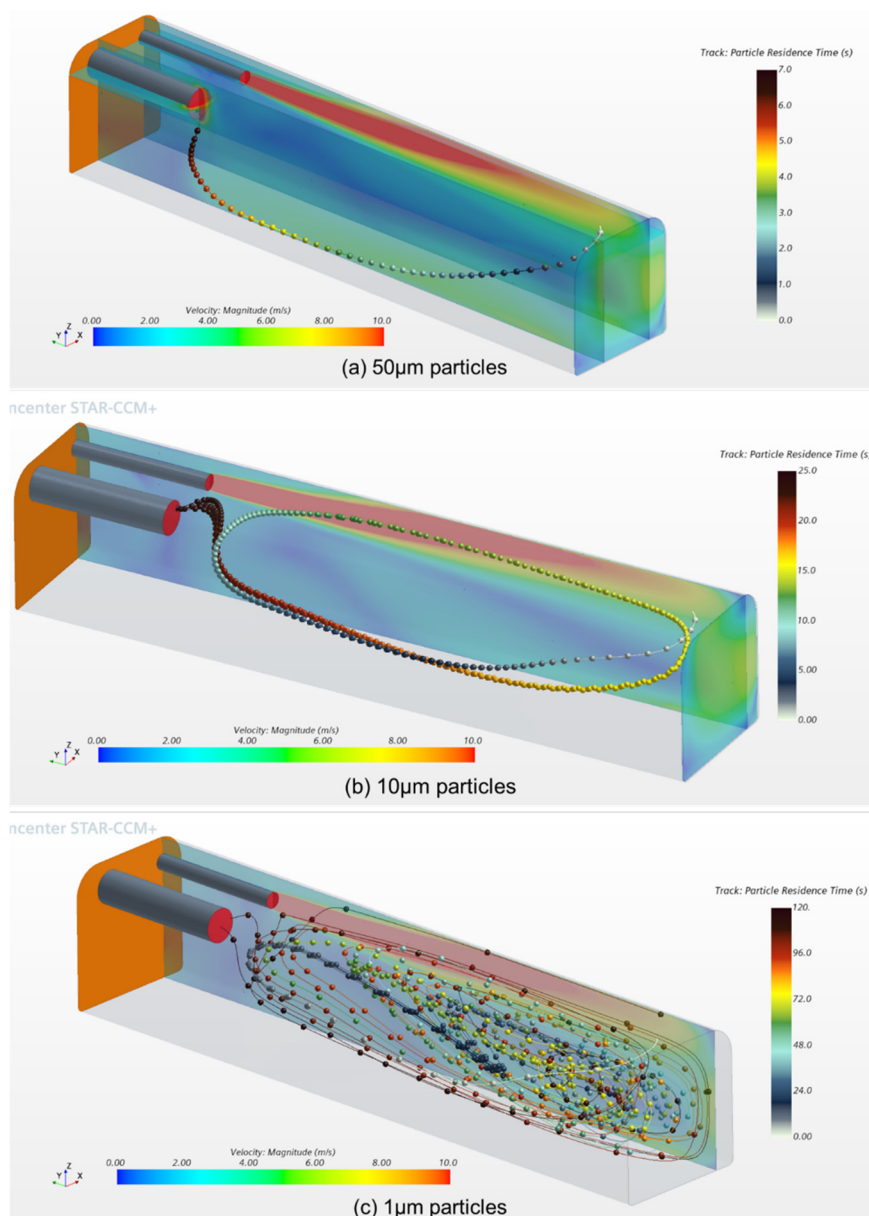 Track: Particle Residence Time (s)
7.0
6.0
5.0
4.0
3.0
2.0
1.0
0.0
Velocity: Magnitude (m/s)
0.00 2.00 4.00 6.00 8.00 10.0
Z
Y X
(a) 50µm particles
ncenter STAR-CCM+
Track: Particle Residence Time (s
25.0
20.0
15.0
10.0
5.00
0.00
Velocity: Magnitude (m/s)
0.00 2.00 4.00 6.00 8.00 10.0
Z
Y X
(b) 10µm particles
ncenter STAR-CCM+
Track: Particle Residence Time (s)
120.
96.0
72.0
48.0
24.0
0.00
Velocity: Magnitude (m/s)
0.00 2.00 4.00 6.00 8.00 10.0
Z
Y X
(c) 1µm particles